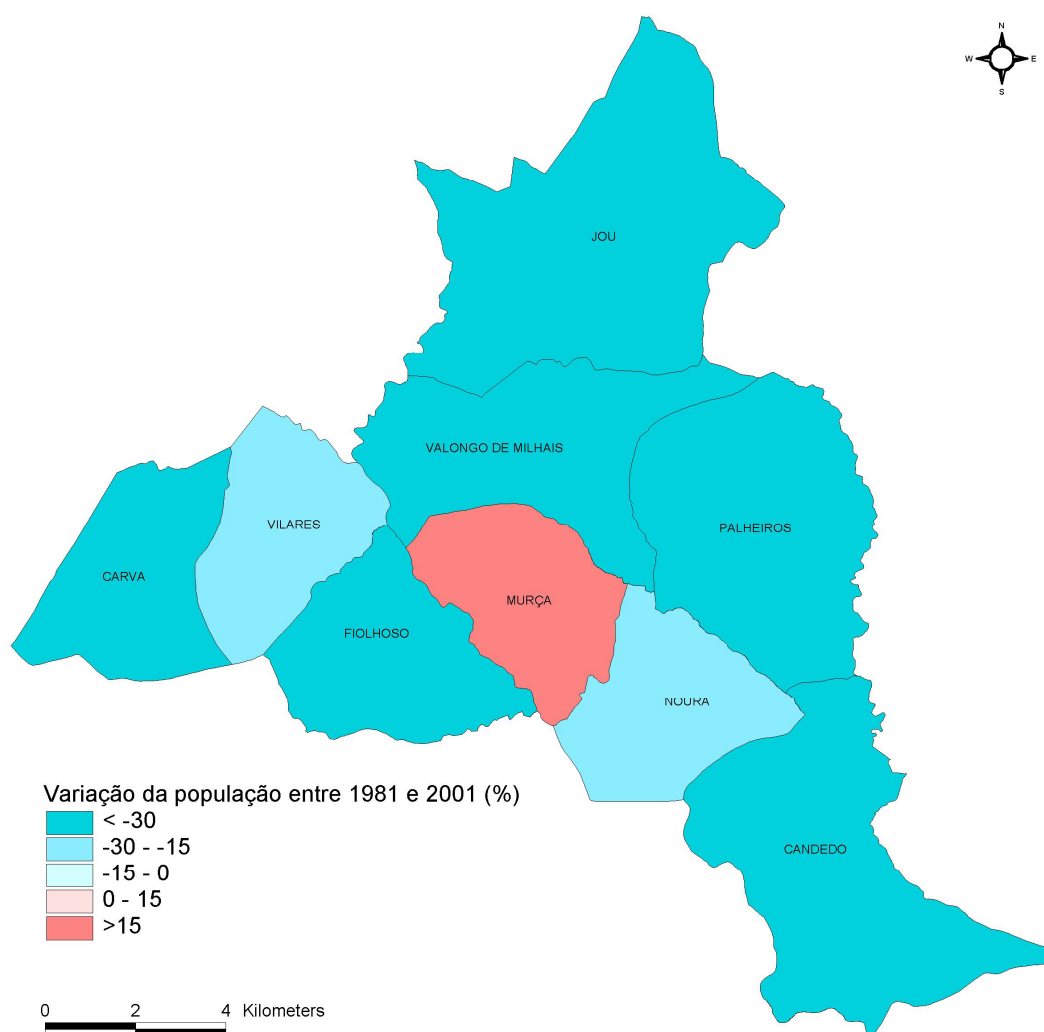 N
W E
S
JOU
VALONGO DE MILHAIS
PALHEIROS
VILARES
CARVA
MURÇA
FIOLHOSO
NOURA
CANDEDO
Variação da população entre 1981 e 2001 (%)
< -30
-30 - -15
-15 - 0
0 - 15
>15
0 2 4 Kilometers